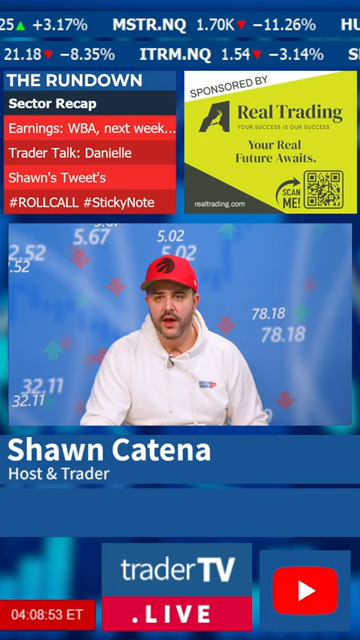 25▲ +3.17% MSTR.NQ 1.70K▼ −11.26%
21.18▼ −8.35% ITRM.NQ 1.54▼ −3.14%
THE RUNDOWN
Sector Recap
Earnings: WBA, next week...
Trader Talk: Danielle
Shawn's Tweet's
#ROLLCALL #StickyNote
SPONSORED BY
Real Trading
YOUR SUCCESS IS OUR SUCCESS
Your Real
Future Awaits.
SCAN
ME!
realtrading.com
5.67
5.02
5.02
2.52
.52
78.18
78.18
32.11
32.11
Shawn Catena
Host & Trader
traderTV
.LIVE
04:08:53 ET